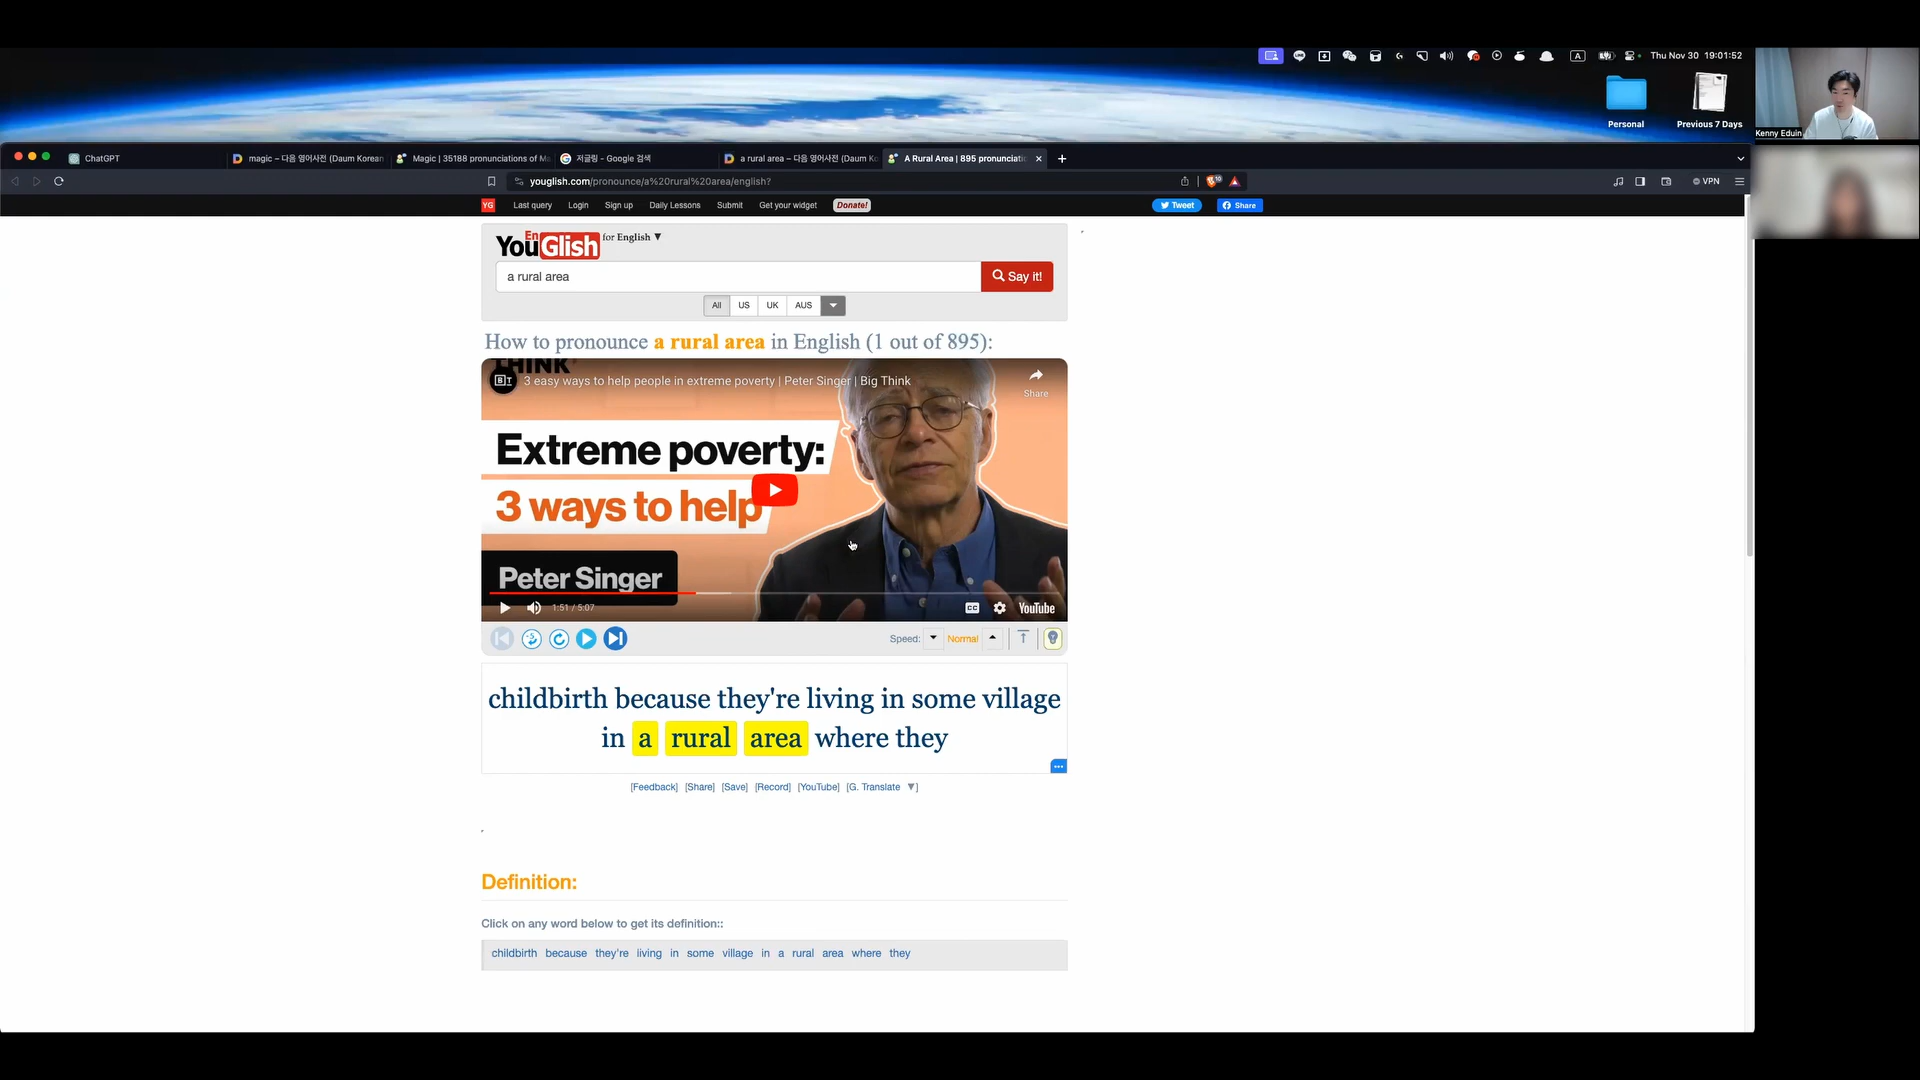 Thu Nov 30 19:01:52
Personal
Previous 7 Days
Kenny Eduin
ChatGPT
magic – 다음 영어사전 (Daum Korean
Magic | 35188 pronunciations of M
저글링 - Google 검색
a rural area – 다음 영어사전 (Daum Ko
A Rural Area | 895 pronunciati
youglish.com/pronounce/a%20rural%20area/english?
VPN
YG
Last query
Login
Sign up
Daily Lessons
Submit
Get your widget
Donate!
Tweet
Share
En
YouGlish
for English ▼
a rural area
Say it!
All
US
UK
AUS
How to pronounce a rural area in English (1 out of 895):
THINK
3 easy ways to help people in extreme poverty | Peter Singer | Big Think
Share
Extreme poverty:
3 ways to help
Peter Singer
1:51 / 5:07
CC
YouTube
Speed:
Normal
childbirth because they're living in some village
in a rural area where they
[Feedback] [Share] [Save] [Record] [YouTube] [G. Translate ▼]
Definition:
Click on any word below to get its definition::
childbirth because they're living in some village in a rural area where they